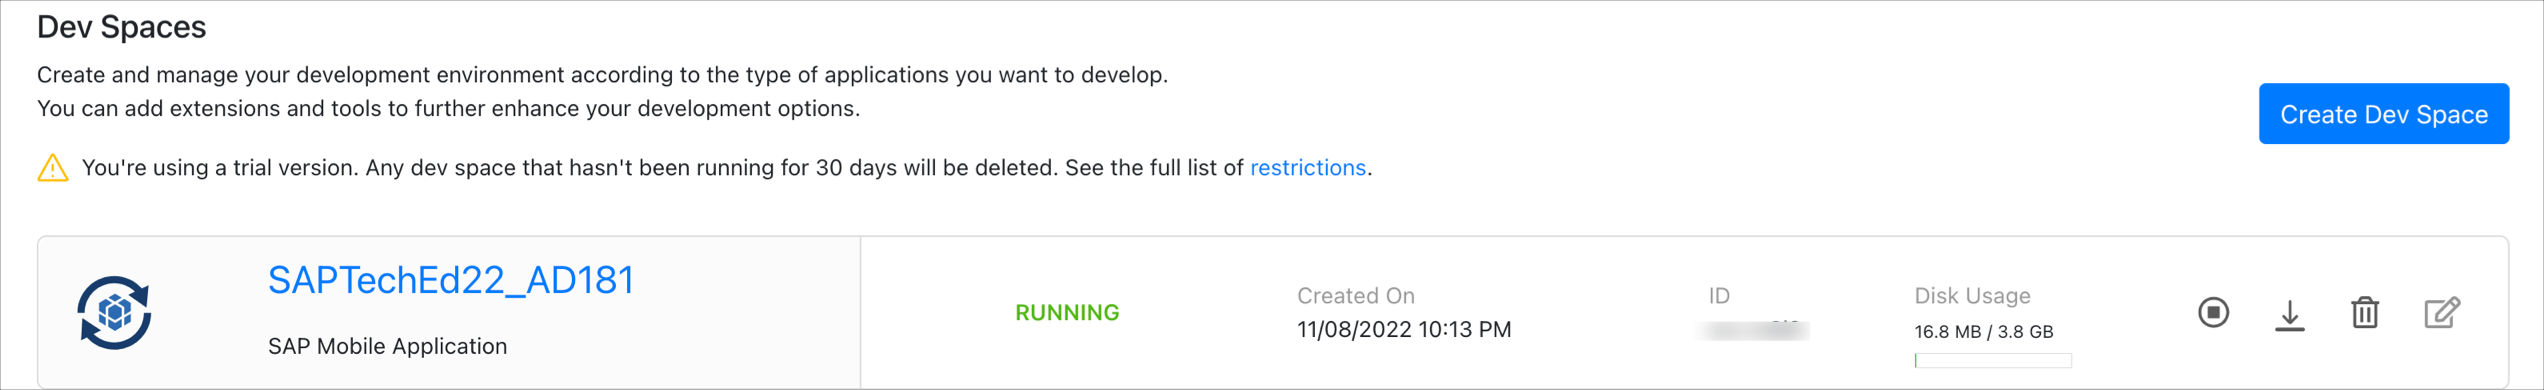 Dev Spaces
Create and manage your development environment according to the type of applications you want to develop.
You can add extensions and tools to further enhance your development options.
Create Dev Space
You're using a trial version. Any dev space that hasn't been running for 30 days will be deleted. See the full list of restrictions.
SAPTechEd22_AD181
SAP Mobile Application
RUNNING
Created On
11/08/2022 10:13 PM
ID
Disk Usage
16.8 MB / 3.8 GB